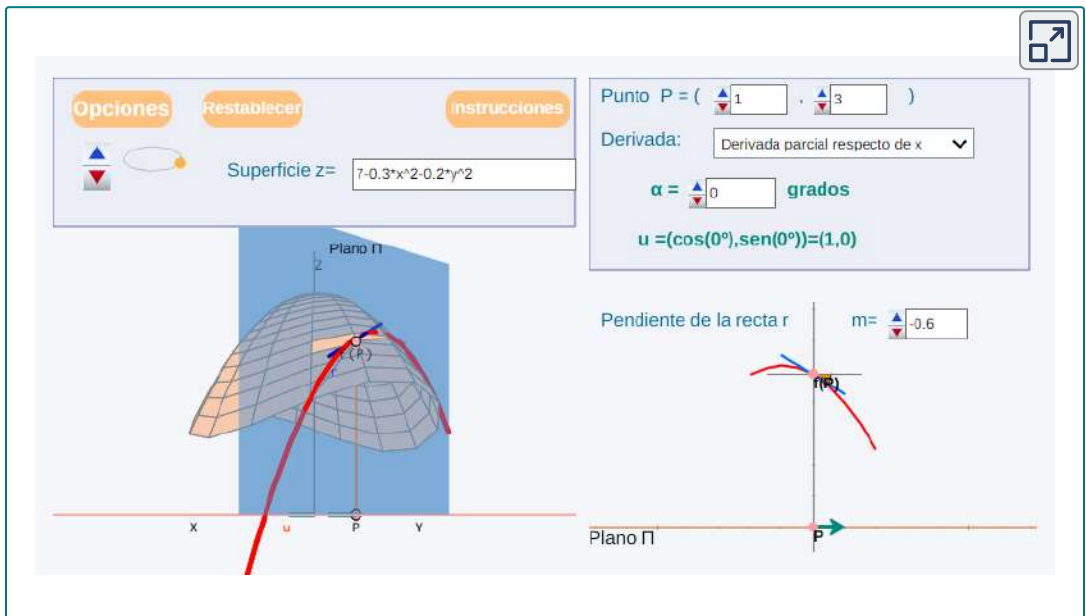 Opciones Restablecer Instrucciones
Superficie z= 7-0.3*x^2-0.2*y^2
Punto P = ( 1 , 3 )
Derivada: Derivada parcial respecto de x
α = 0 grados
u =(cos(0º),sen(0º))=(1,0)
Plano Π
Z
(P)
r
X u P Y
Pendiente de la recta r m= -0.6
f(P)
P
Plano Π